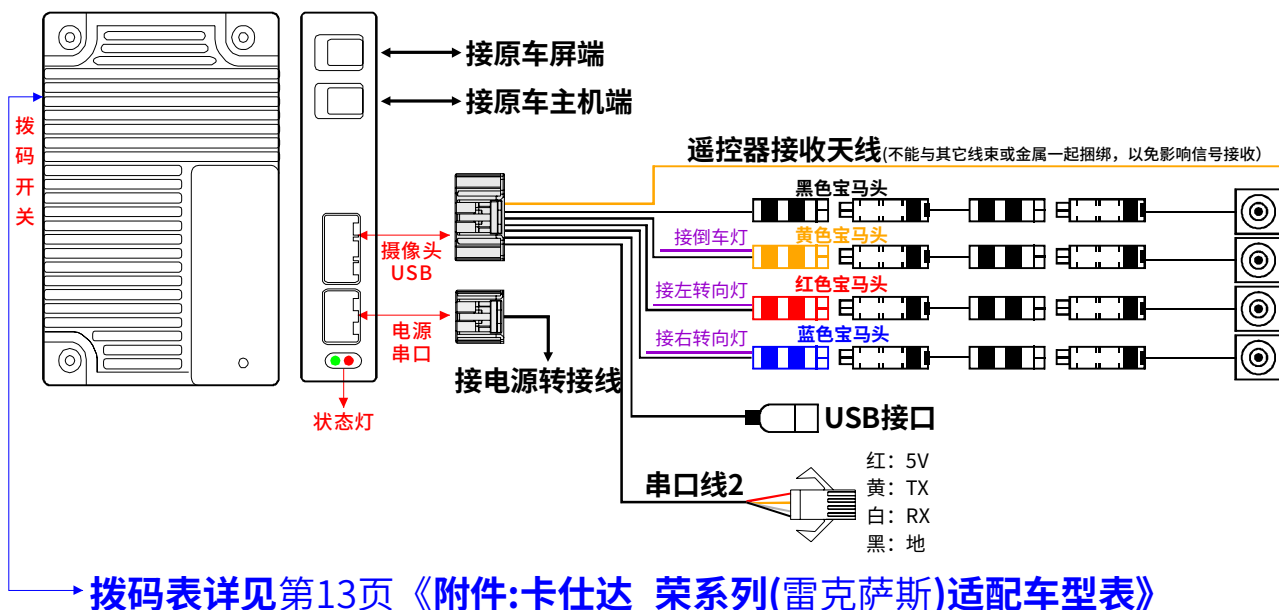 接原车屏端
接原车主机端
拨码开关
遥控器接收天线(不能与其它线束或金属一起捆绑，以免影响信号接收)
黑色宝马头
接倒车灯
黄色宝马头
摄像头
USB
接左转向灯
红色宝马头
电源
串口
接右转向灯
蓝色宝马头
接电源转接线
状态灯
USB接口
串口线2
红：5V
黄：TX
白：RX
黑：地
拨码表详见第13页《附件:卡仕达 荣系列(雷克萨斯)适配车型表》